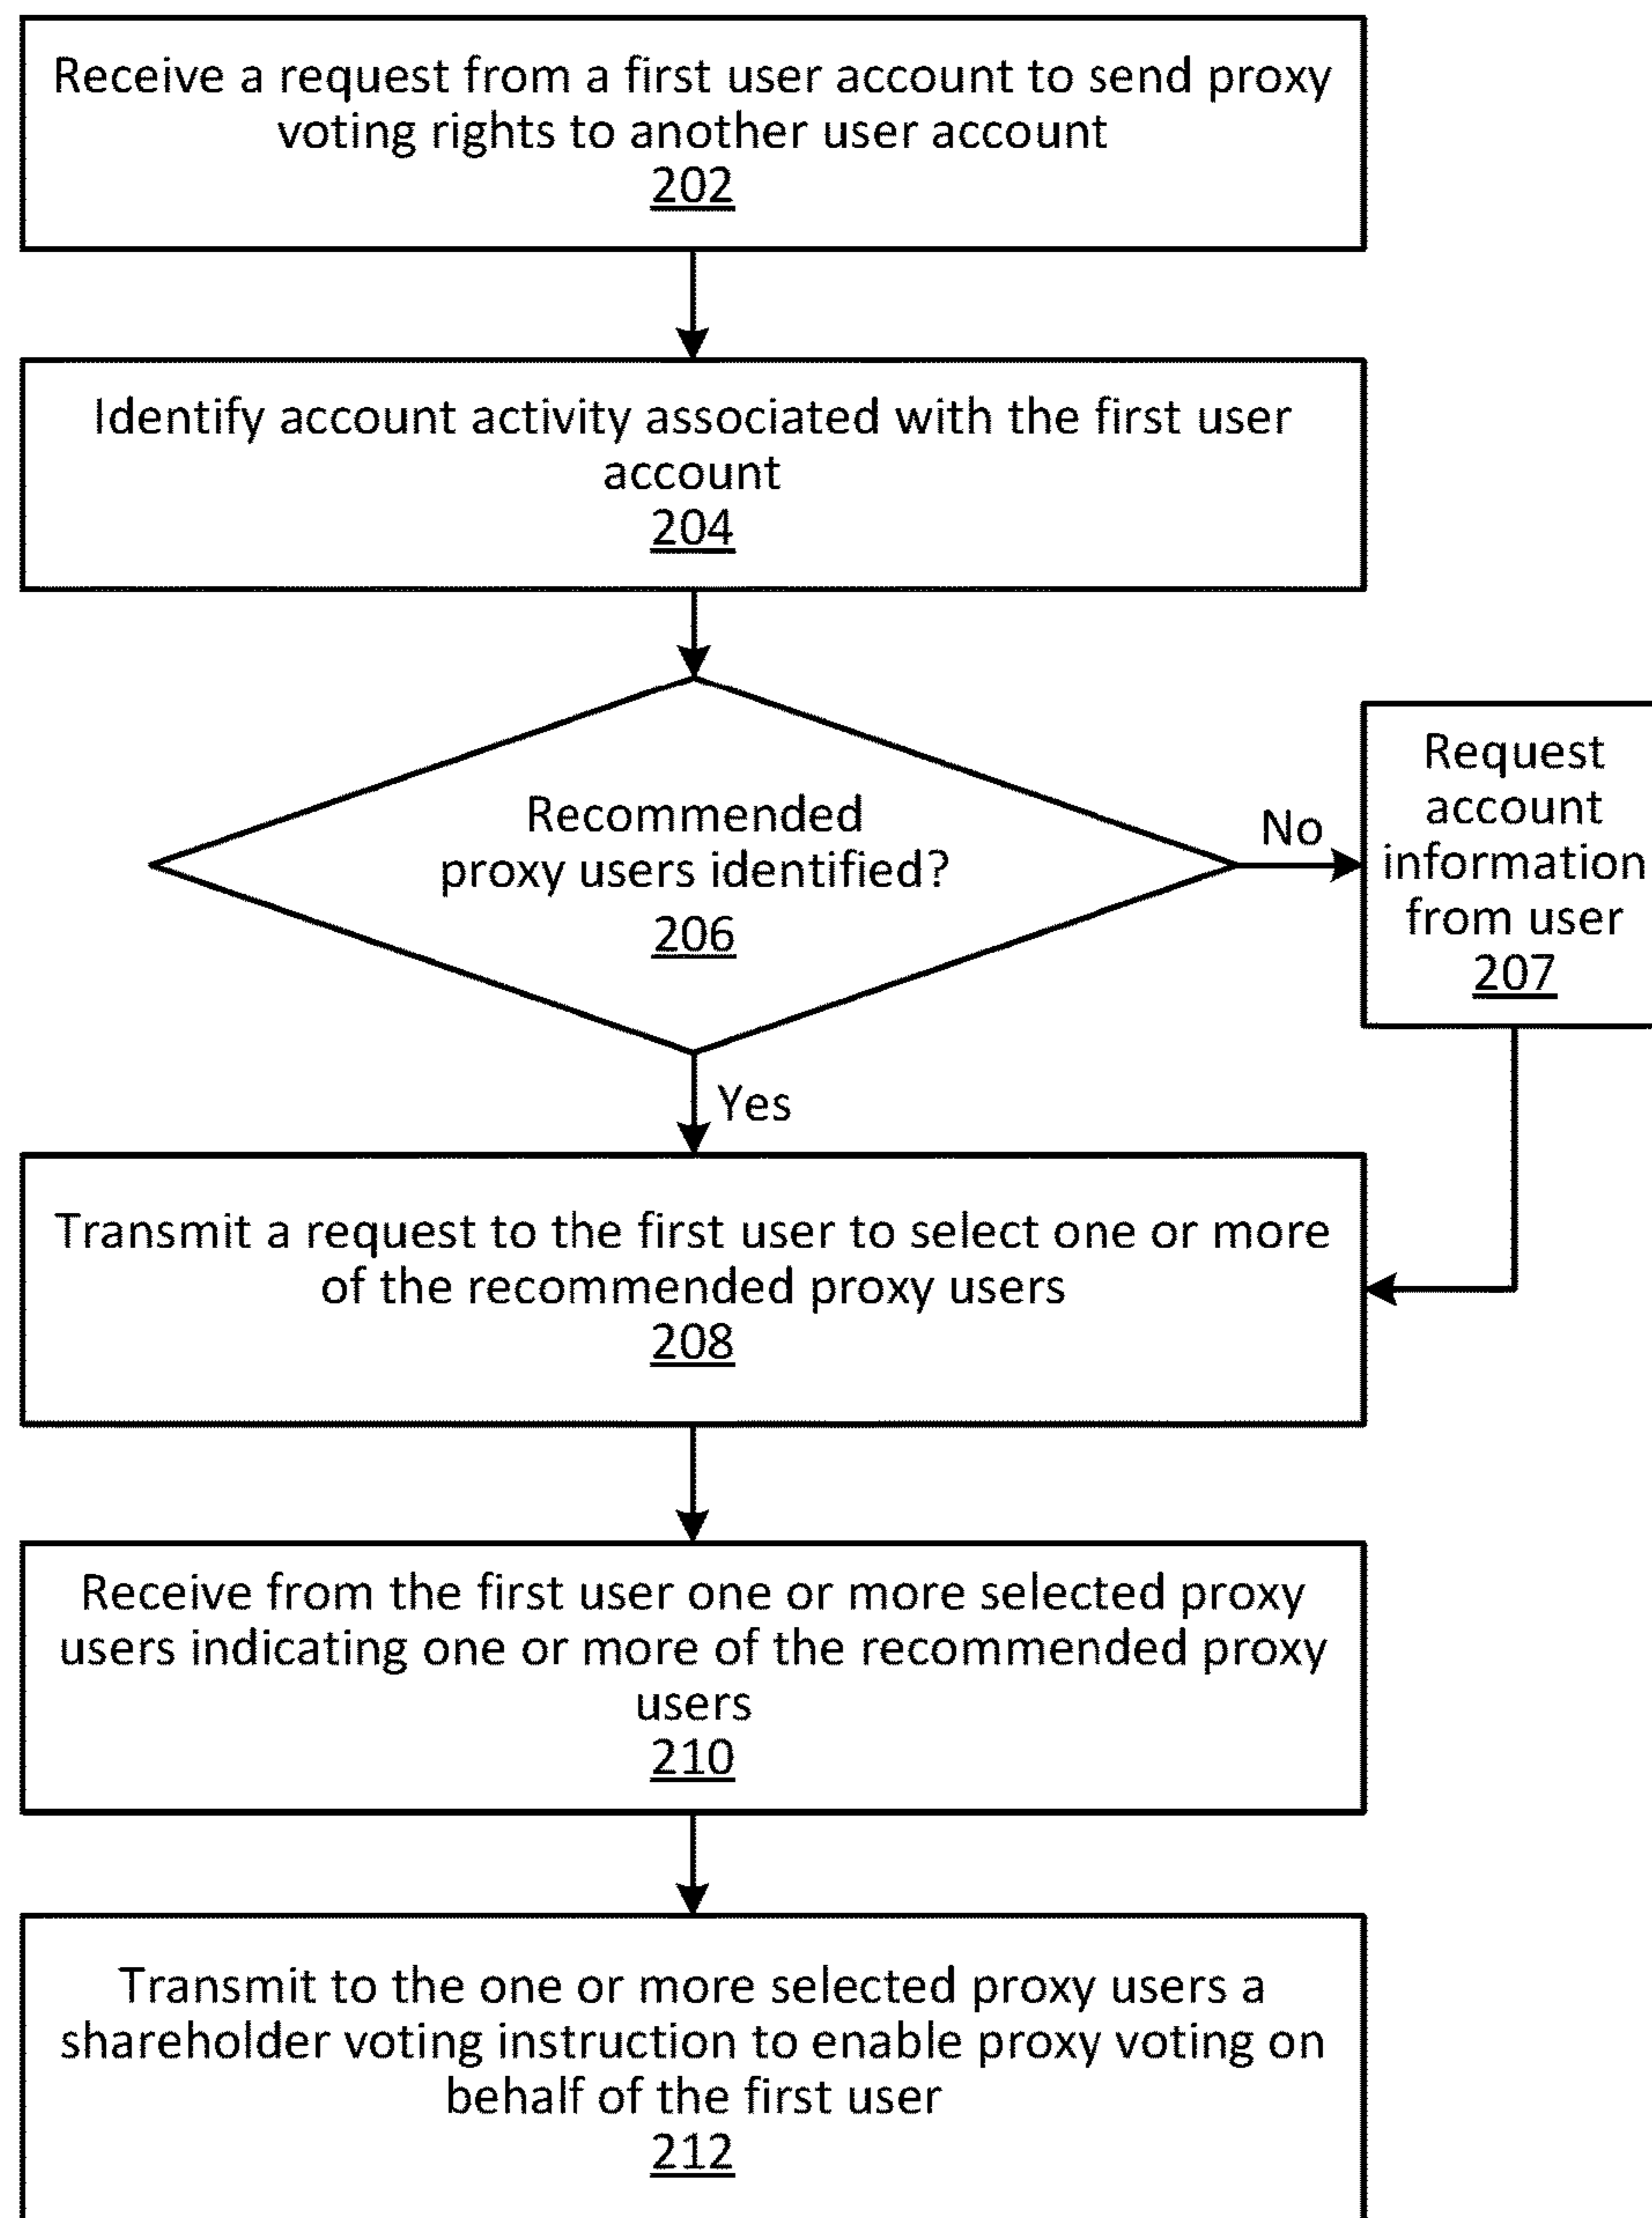 Receive a request from a first user account to send proxy
voting rights to another user account
202
Identify account activity associated with the first user
account
204
Recommended
proxy users identified?
206
No
Request
account
information
from user
207
Yes
Transmit a request to the first user to select one or more
of the recommended proxy users
208
Receive from the first user one or more selected proxy
users indicating one or more of the recommended proxy
users
210
Transmit to the one or more selected proxy users a
shareholder voting instruction to enable proxy voting on
behalf of the first user
212